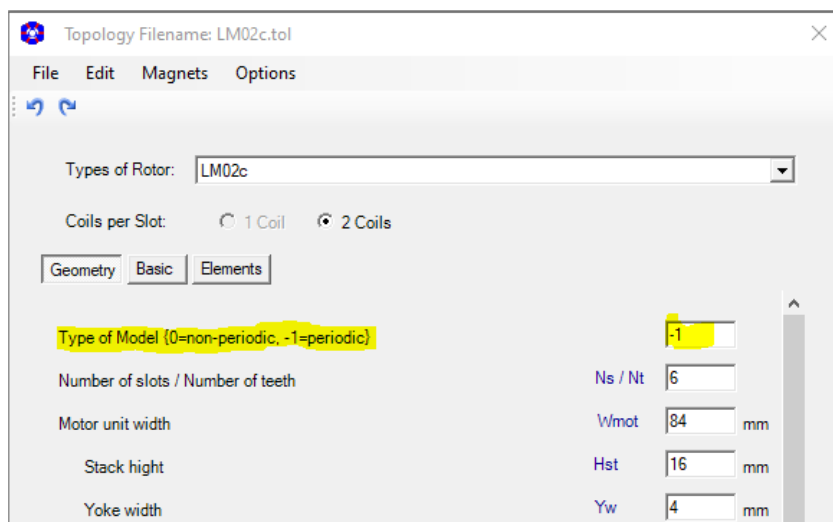 Topology Filename: LM02c.tol
File Edit Magnets Options
Types of Rotor: LM02c
Coils per Slot: 1 Coil 2 Coils
Geometry Basic Elements
Type of Model {0=non-periodic, -1=periodic} -1
Number of slots / Number of teeth Ns / Nt 6
Motor unit width Wmot 84 mm
Stack hight Hst 16 mm
Yoke width Yw 4 mm